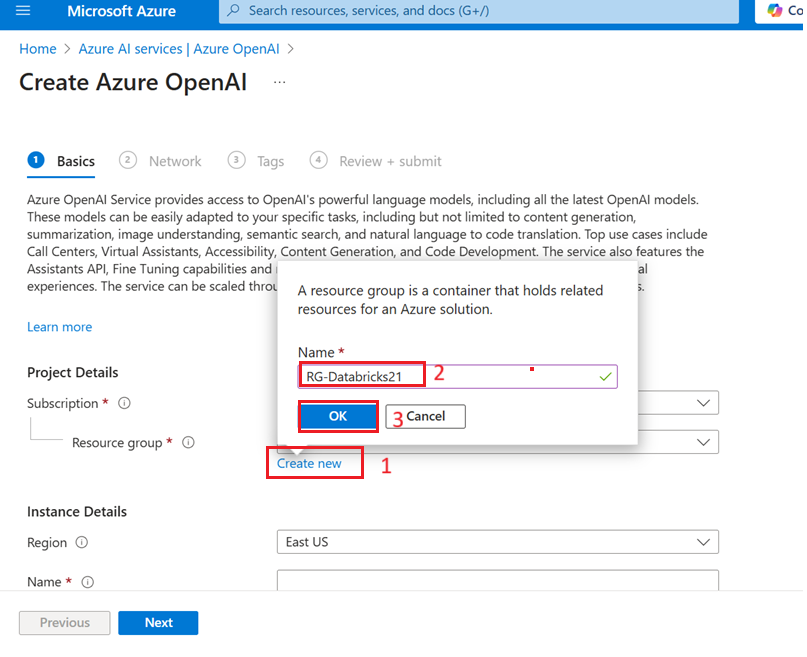 Microsoft Azure
Search resources, services, and docs (G+/)
Co
Home > Azure AI services | Azure OpenAI >
Create Azure OpenAI ...
1 Basics 2 Network 3 Tags 4 Review + submit
Azure OpenAI Service provides access to OpenAI's powerful language models, including all the latest OpenAI models.
These models can be easily adapted to your specific tasks, including but not limited to content generation,
summarization, image understanding, semantic search, and natural language to code translation. Top use cases include
Call Centers, Virtual Assistants, Accessibility, Content Generation, and Code Development. The service also features the
Assistants API, Fine Tuning capabilities and
experiences. The service can be scaled
Learn more
A resource group is a container that holds related
resources for an Azure solution.
Name *
RG-Databricks21 2
OK 3 Cancel
Project Details
Subscription *
Resource group *
Create new 1
Instance Details
Region
East US
Name *
Previous Next